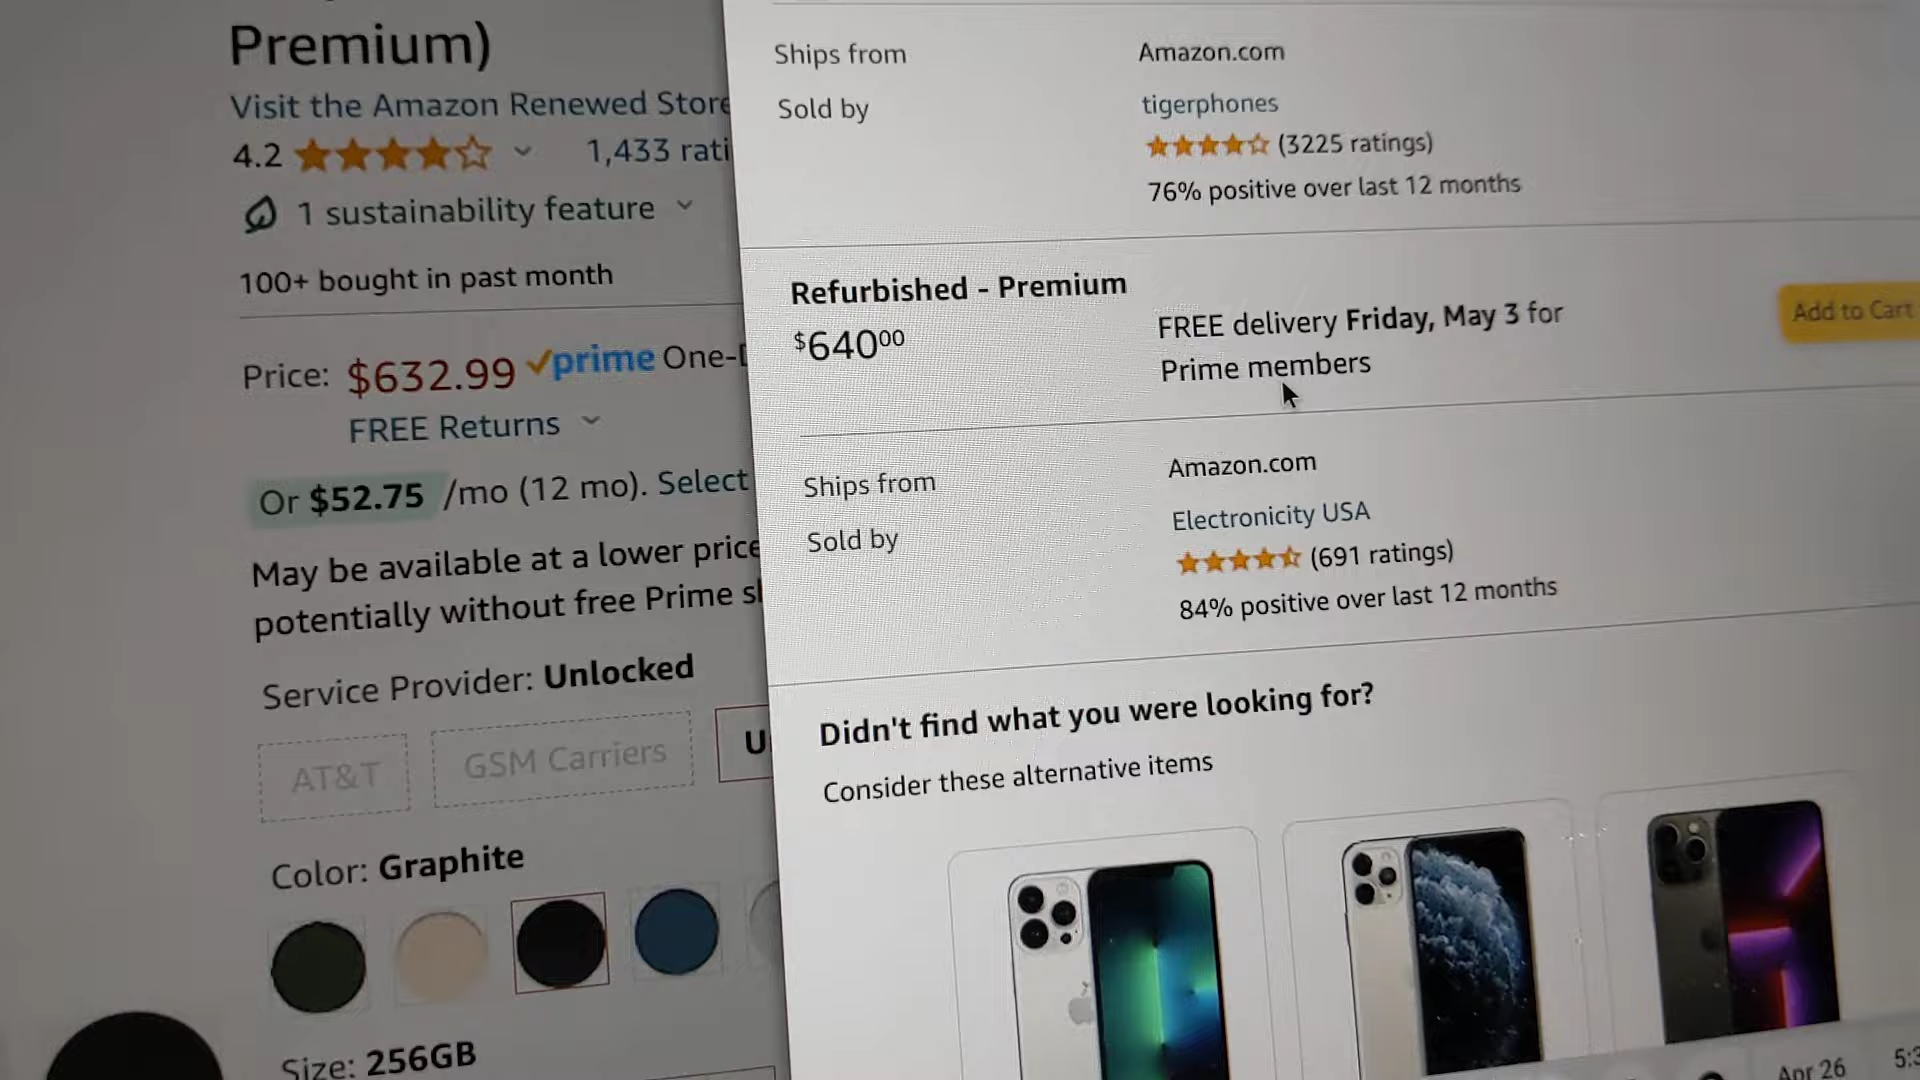 Premium)
Visit the Amazon Renewed Store
4.2
1,433 rati
1 sustainability feature
100+ bought in past month
Price: $632.99 prime One-D
FREE Returns
Or $52.75 /mo (12 mo). Select
May be available at a lower price
potentially without free Prime sh
Service Provider: Unlocked
AT&T
GSM Carriers
U
Color: Graphite
Size: 256GB
Ships from
Amazon.com
Sold by
tigerphones
(3225 ratings)
76% positive over last 12 months
Refurbished - Premium
$640.00
FREE delivery Friday, May 3 for
Prime members
Add to Cart
Ships from
Amazon.com
Sold by
Electronicity USA
(691 ratings)
84% positive over last 12 months
Didn't find what you were looking for?
Consider these alternative items
Apr 26
5:3